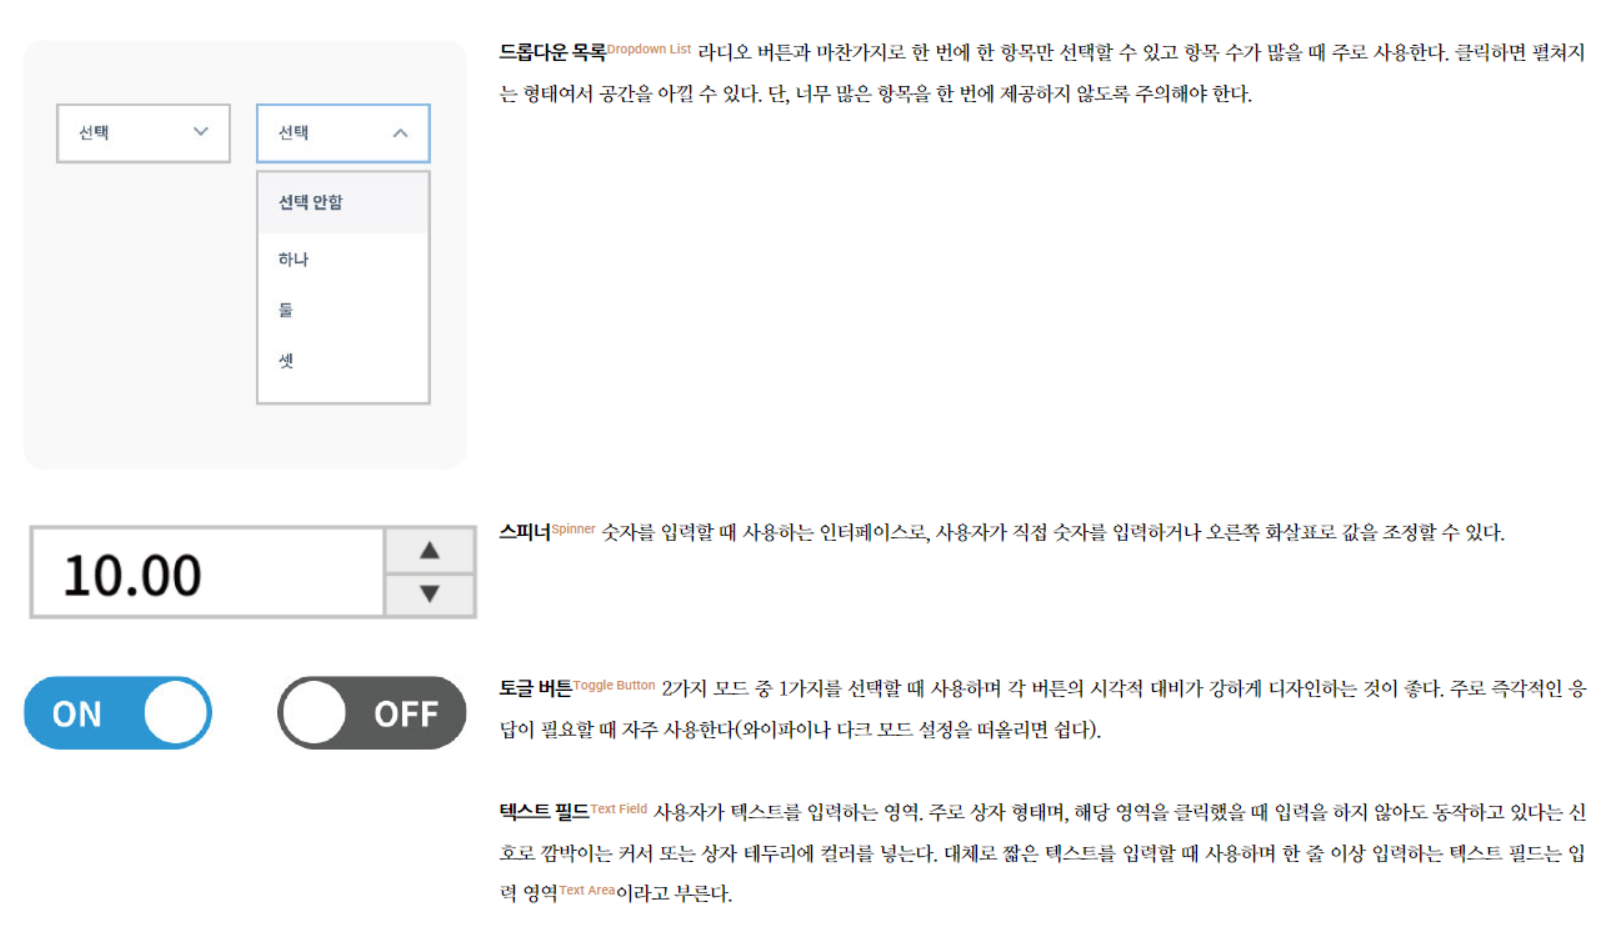 선택
선택
선택 안함
하나
둘
셋
드롭다운 목록Dropdown List 라디오 버튼과 마찬가지로 한 번에 한 항목만 선택할 수 있고 항목 수가 많을 때 주로 사용한다. 클릭하면 펼쳐지
는 형태여서 공간을 아낄 수 있다. 단, 너무 많은 항목을 한 번에 제공하지 않도록 주의해야 한다.
10.00
스피너Spinner 숫자를 입력할 때 사용하는 인터페이스로, 사용자가 직접 숫자를 입력하거나 오른쪽 화살표로 값을 조정할 수 있다.
ON
OFF
토글 버튼Toggle Button 2가지 모드 중 1가지를 선택할 때 사용하며 각 버튼의 시각적 대비가 강하게 디자인하는 것이 좋다. 주로 즉각적인 응
답이 필요할 때 자주 사용한다(와이파이나 다크 모드 설정을 떠올리면 쉽다).
텍스트 필드Text Field 사용자가 텍스트를 입력하는 영역. 주로 상자 형태며, 해당 영역을 클릭했을 때 입력을 하지 않아도 동작하고 있다는 신
호로 깜박이는 커서 또는 상자 테두리에 컬러를 넣는다. 대체로 짧은 텍스트를 입력할 때 사용하며 한 줄 이상 입력하는 텍스트 필드는 입
력 영역Text Area이라고 부른다.